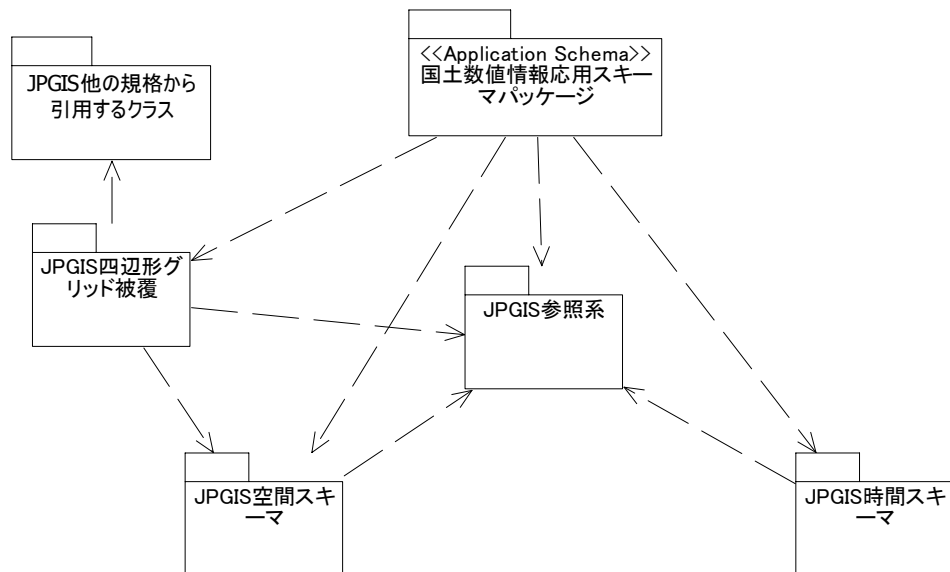 <<Application Schema>>
国土数値情報応用スキー
マパッケージ
JPGIS他の規格から
引用するクラス
JPGIS四辺形グ
リッド被覆
JPGIS参照系
JPGIS空間スキ
ーマ
JPGIS時間スキ
ーマ